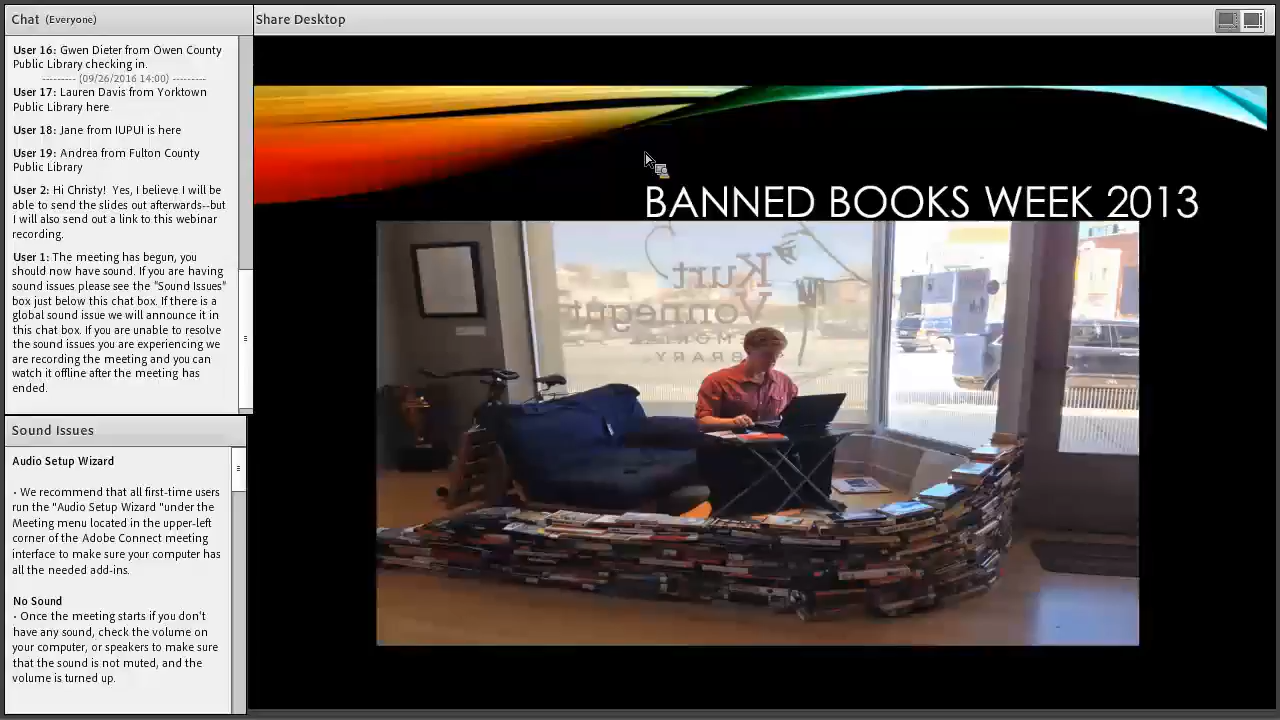 Chat (Everyone)
User 16: Gwen Dieter from Owen County
Public Library checking in.
--------- (09/26/2016 14:00) ---------
User 17: Lauren Davis from Yorktown
Public Library here
User 18: Jane from IUPUI is here
User 19: Andrea from Fulton County
Public Library
User 2: Hi Christy!  Yes, I believe I will be
able to send the slides out afterwards--but
I will also send out a link to this webinar
recording.
User 1: The meeting has begun, you
should now have sound. If you are having
sound issues please see the "Sound Issues"
box just below this chat box. If there is a
global sound issue we will announce it in
this chat box. If you are unable to resolve
the sound issues you are experiencing we
are recording the meeting and you can
watch it offline after the meeting has
ended.
Sound Issues
Audio Setup Wizard
• We recommend that all first-time users
run the "Audio Setup Wizard "under the
Meeting menu located in the upper-left
corner of the Adobe Connect meeting
interface to make sure your computer has
all the needed add-ins.
No Sound
• Once the meeting starts if you don't
have any sound, check the volume on
your computer, or speakers to make sure
that the sound is not muted, and the
volume is turned up.
Share Desktop
BANNED BOOKS WEEK 2013
Kurt
Vonnegut
MEMORIAL
LIBRARY